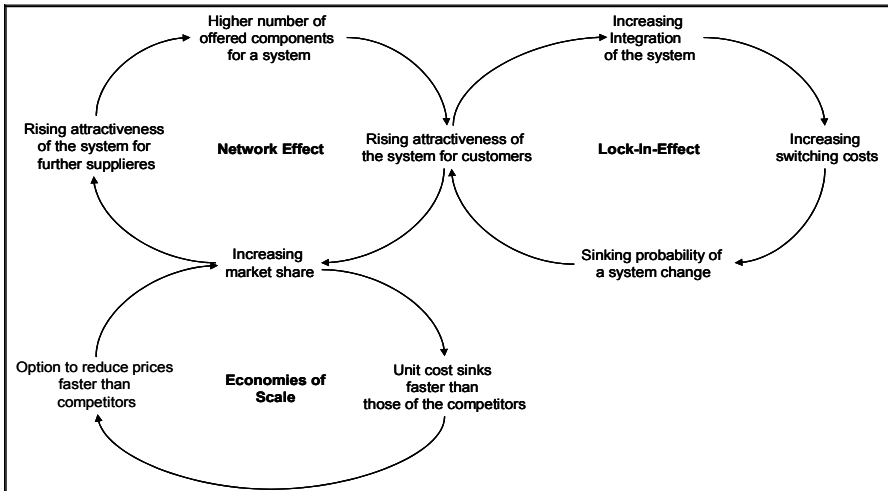 Higher number of
offered components
for a system
Increasing
Integration
of the system
Rising attractiveness
of the system for
further supplieres
Network Effect
Rising attractiveness of
the system for customers
Lock-In-Effect
Increasing
switching costs
Increasing
market share
Sinking probability of
a system change
Option to reduce prices
faster than
competitors
Economies of
Scale
Unit cost sinks
faster than
those of the competitors